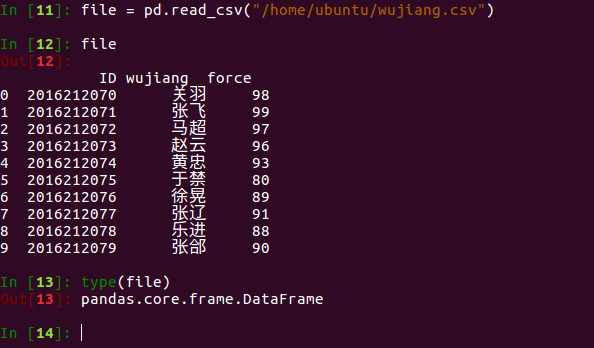 In [11]: file = pd.read_csv("/home/ubuntu/wujiang.csv")
In [12]: file
Out[12]:
ID wujiang force
0 2016212070 关羽 98
1 2016212071 张飞 99
2 2016212072 马超 97
3 2016212073 赵云 96
4 2016212074 黄忠 93
5 2016212075 于禁 80
6 2016212076 徐晃 89
7 2016212077 张辽 91
8 2016212078 乐进 88
9 2016212079 张郃 90
In [13]: type(file)
Out[13]: pandas.core.frame.DataFrame
In [14]: